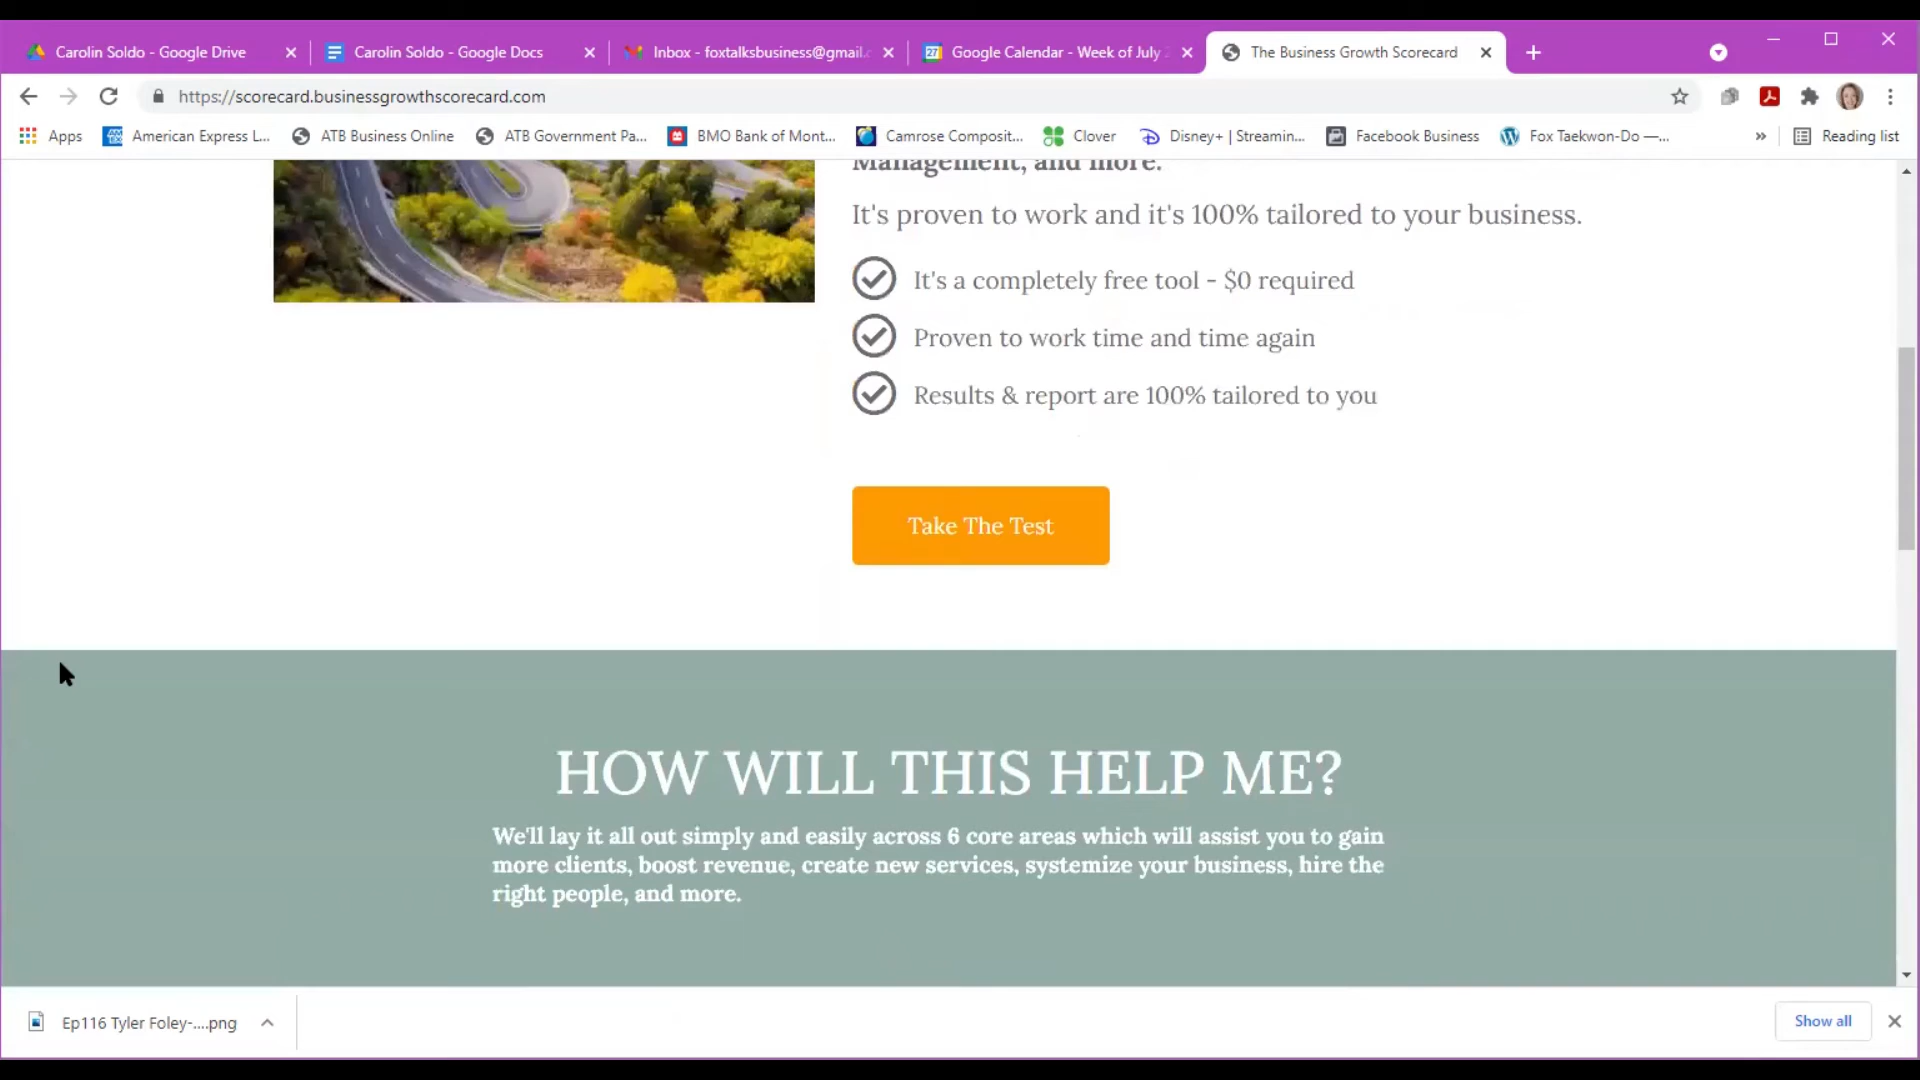 Carolin Soldo - Google Drive
Carolin Soldo - Google Docs
Inbox - foxtalksbusiness@gmail.c
27
Google Calendar - Week of July 2
The Business Growth Scorecard
https://scorecard.businessgrowthscorecard.com
Apps
American Express L...
ATB Business Online
ATB Government Pa...
BMO Bank of Mont...
Camrose Composit...
Clover
Disney+ | Streamin...
Facebook Business
Fox Taekwon-Do —...
»
Reading list
Management, and more.
It's proven to work and it's 100% tailored to your business.
It's a completely free tool - $0 required
Proven to work time and time again
Results & report are 100% tailored to you
Take The Test
HOW WILL THIS HELP ME?
We'll lay it all out simply and easily across 6 core areas which will assist you to gain
more clients, boost revenue, create new services, systemize your business, hire the
right people, and more.
Ep116 Tyler Foley-....png
Show all